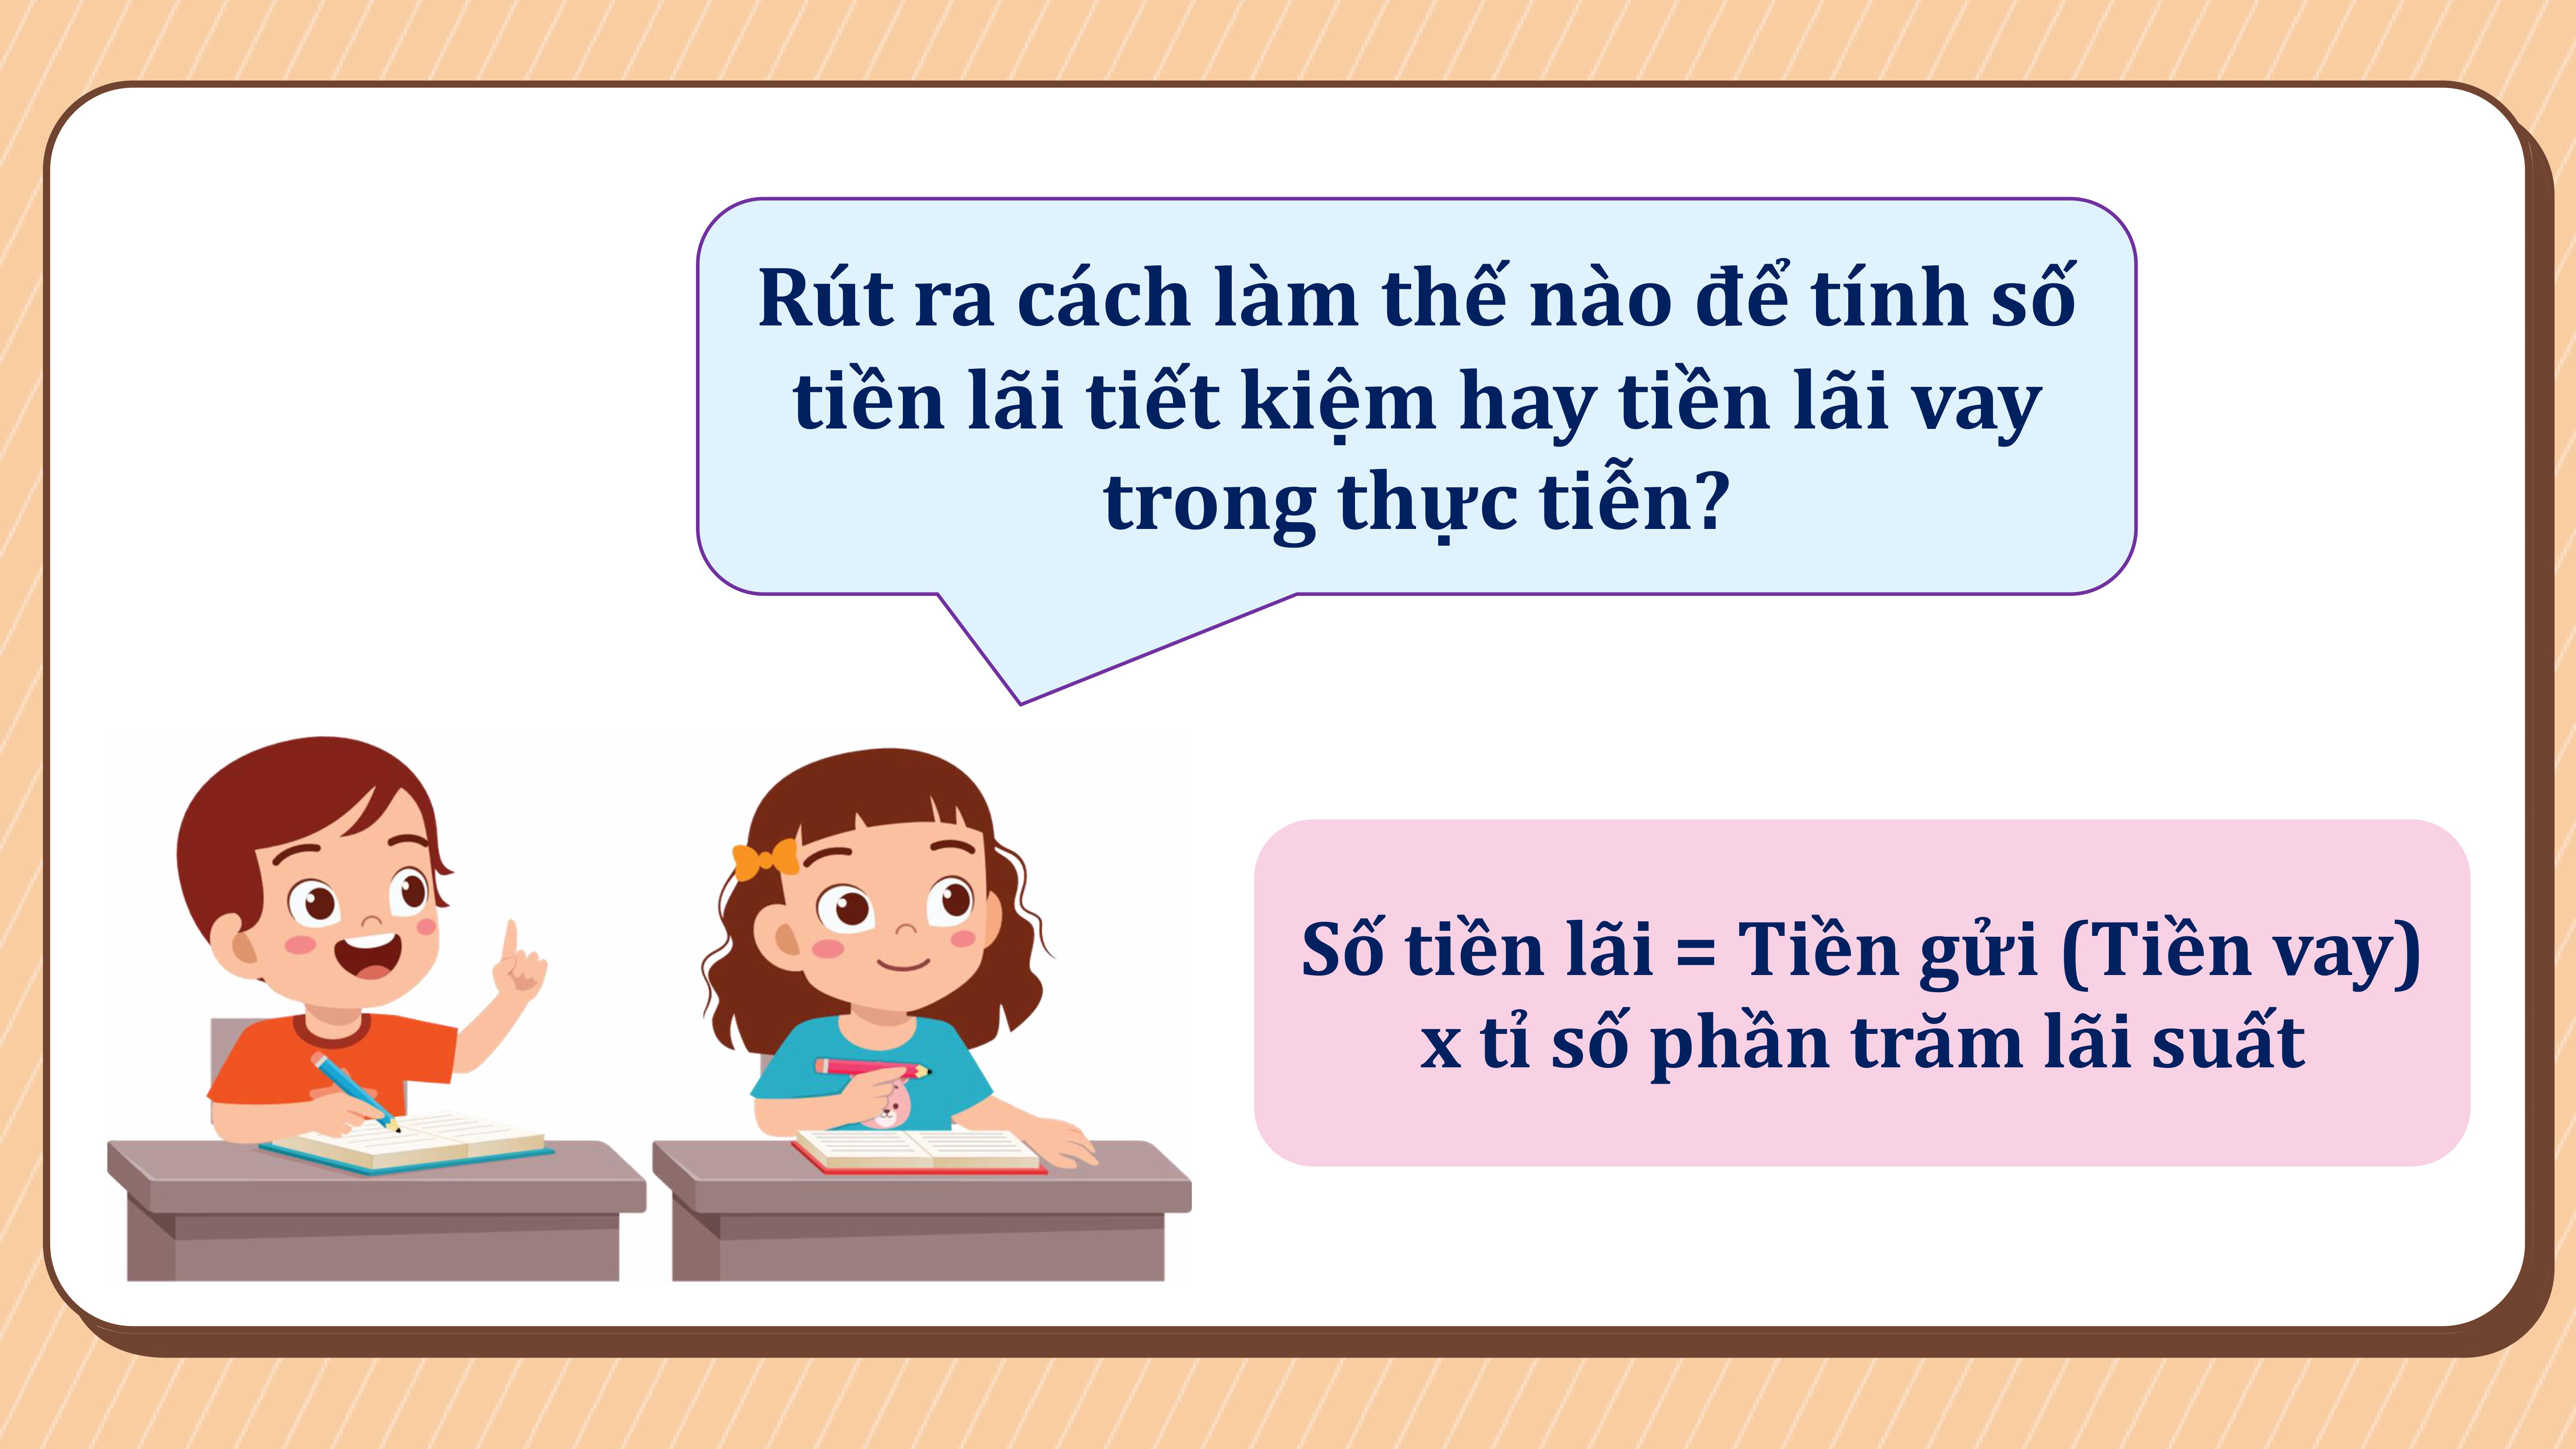 Rút ra cách làm thế nào để tính số
tiền lãi tiết kiệm hay tiền lãi vay
trong thực tiễn?
Số tiền lãi = Tiền gửi (Tiền vay)
x tỉ số phần trăm lãi suất